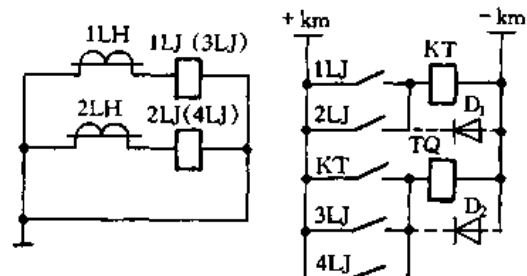 +km
-km
1LH
1LJ (3LJ)
2LH
2LJ(4LJ)
1LJ
KT
2LJ
D₁
KT
TQ
3LJ
D₂
4LJ